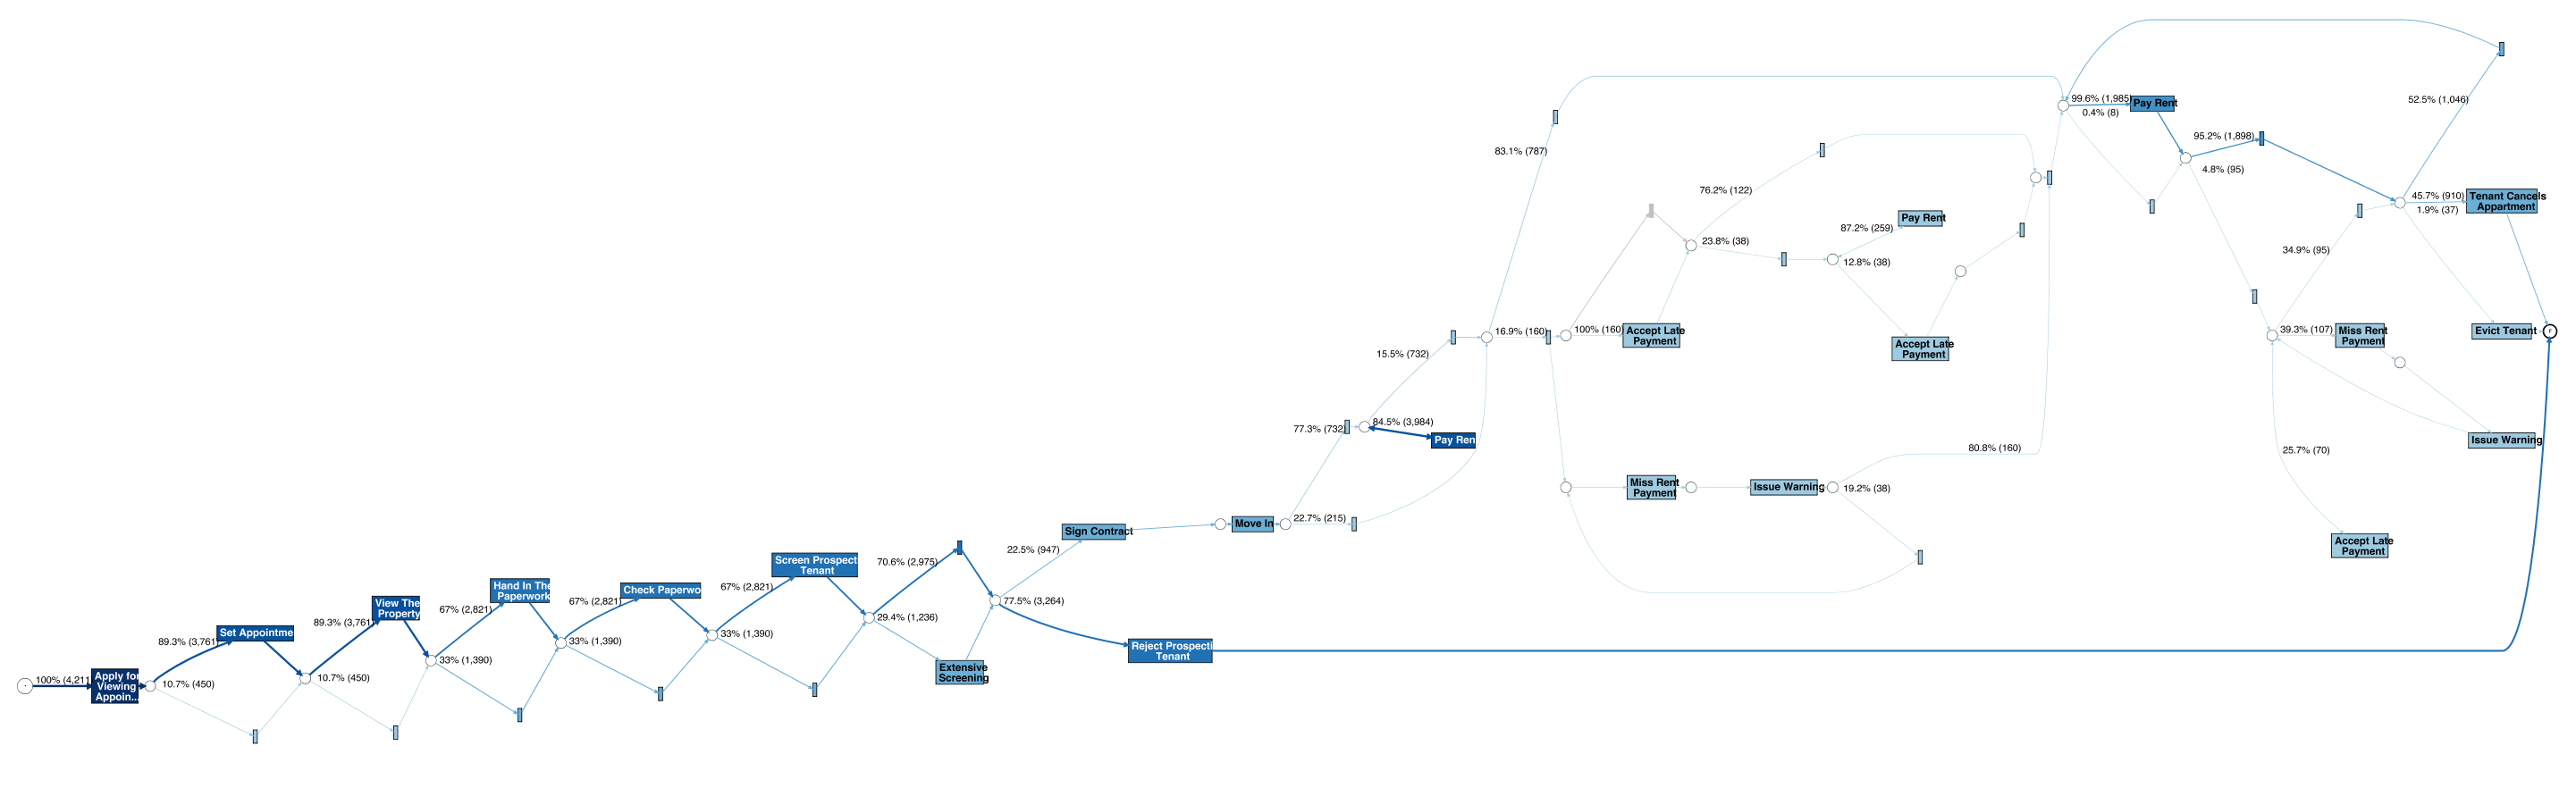 100% (4,211
Apply for
Viewing
Appoin...
89.3% (3,761)
10.7% (450)
Set Appointme
89.3% (3,761)
10.7% (450)
View The
Property
67% (2,821)
33% (1,390)
Hand In The
Paperwork
67% (2,821)
33% (1,390)
Check Paperwo
67% (2,821)
33% (1,390)
Screen Prospect
Tenant
70.6% (2,975)
29.4% (1,236)
Extensive
Screening
22.5% (947)
77.5% (3,264)
Sign Contract
Reject Prospecti
Tenant
Move In
77.3% (732)
22.7% (215)
15.5% (732)
84.5% (3,984)
Pay Ren
83.1% (787)
16.9% (160)
100% (160)
Accept Late
Payment
76.2% (122)
23.8% (38)
87.2% (259)
12.8% (38)
Pay Rent
Accept Late
Payment
Miss Rent
Payment
Issue Warning
80.8% (160)
19.2% (38)
99.6% (1,985)
0.4% (8)
Pay Rent
95.2% (1,898)
4.8% (95)
52.5% (1,046)
45.7% (910)
1.9% (37)
Tenant Cancels
Appartment
34.9% (95)
39.3% (107)
25.7% (70)
Miss Rent
Payment
Evict Tenant
F
Issue Warning
Accept Late
Payment